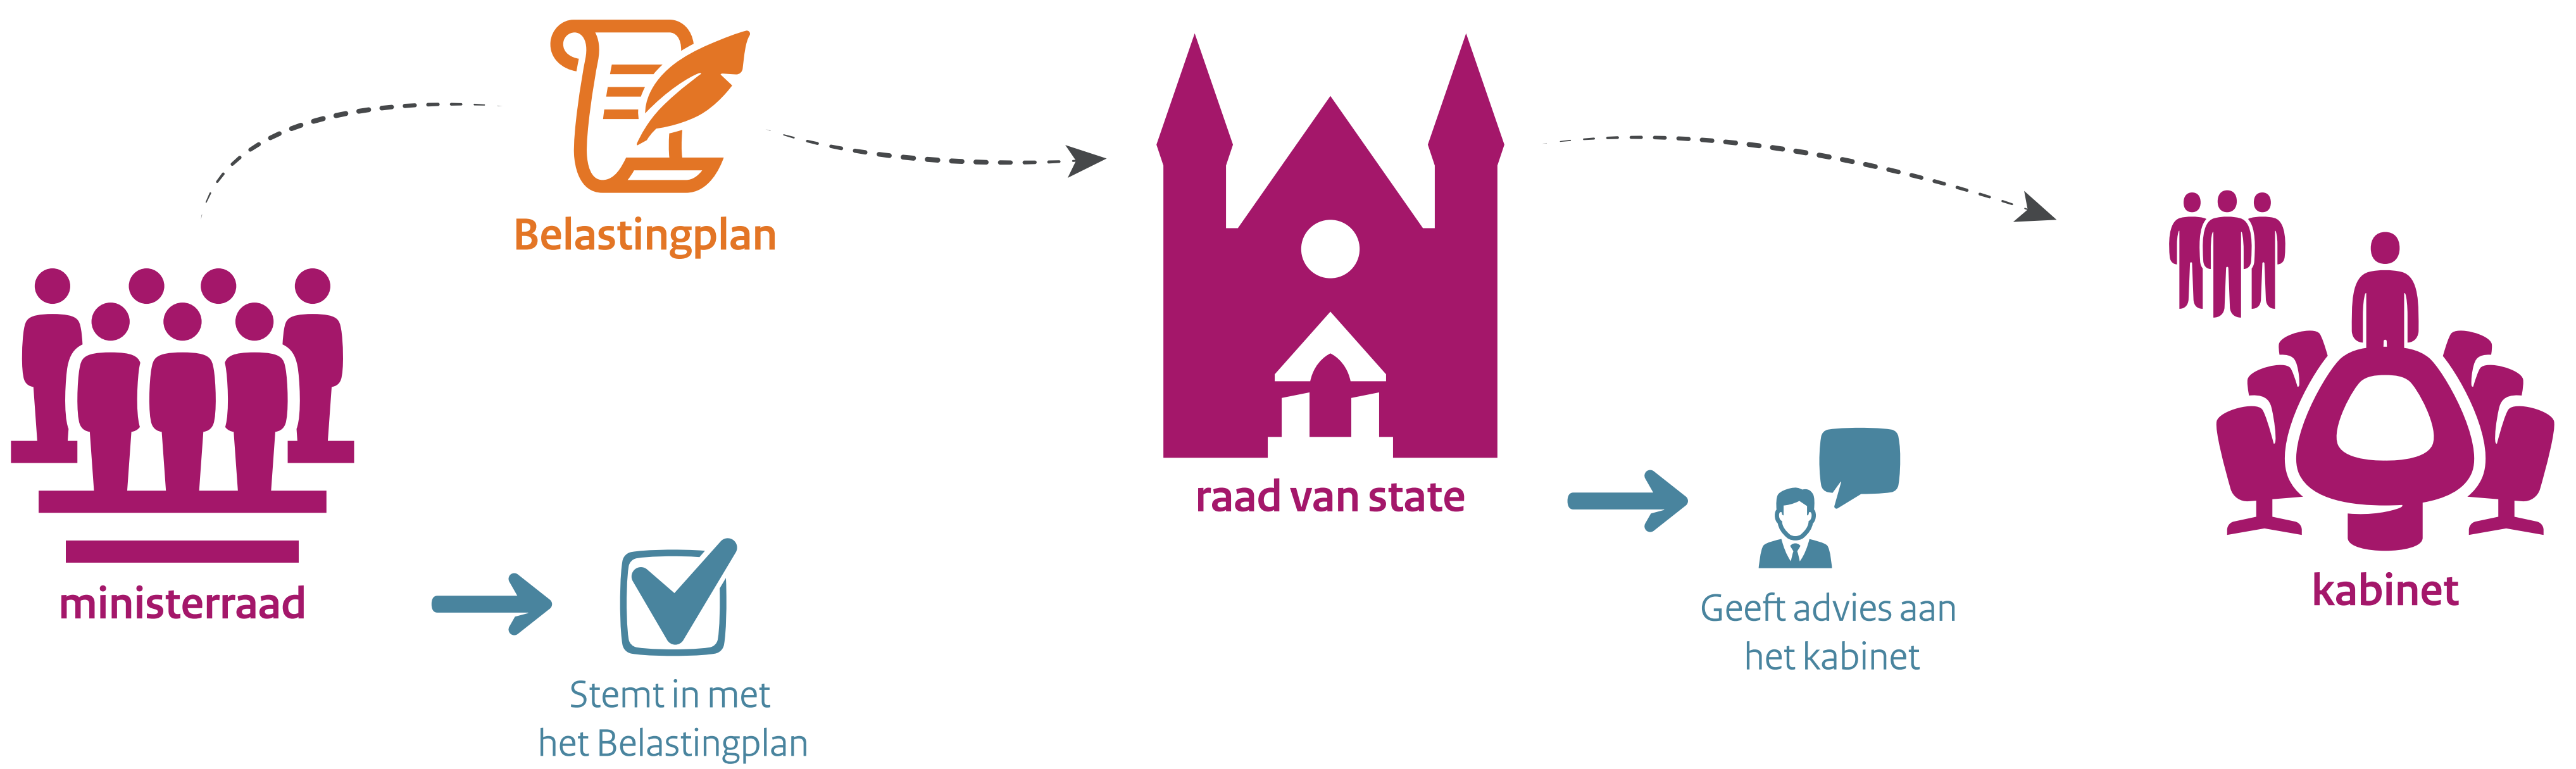 Belastingplan
ministerraad
Stemt in met
het Belastingplan
raad van state
Geeft advies aan
het kabinet
kabinet